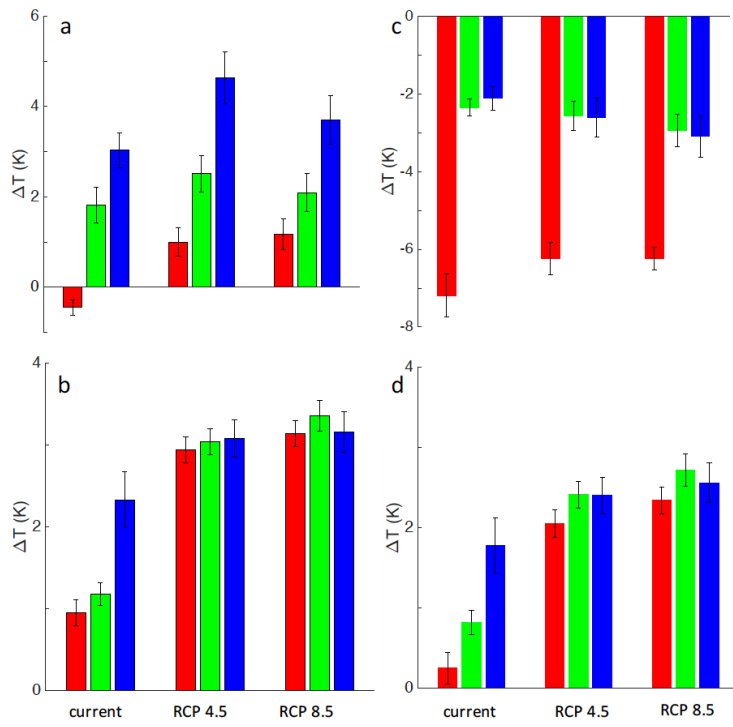 a
6
4
2
0
ΔT (K)
c
0
-2
-4
-6
-8
ΔT (K)
b
4
2
0
ΔT (K)
current
RCP 4.5
RCP 8.5
d
4
2
0
ΔT (K)
current
RCP 4.5
RCP 8.5